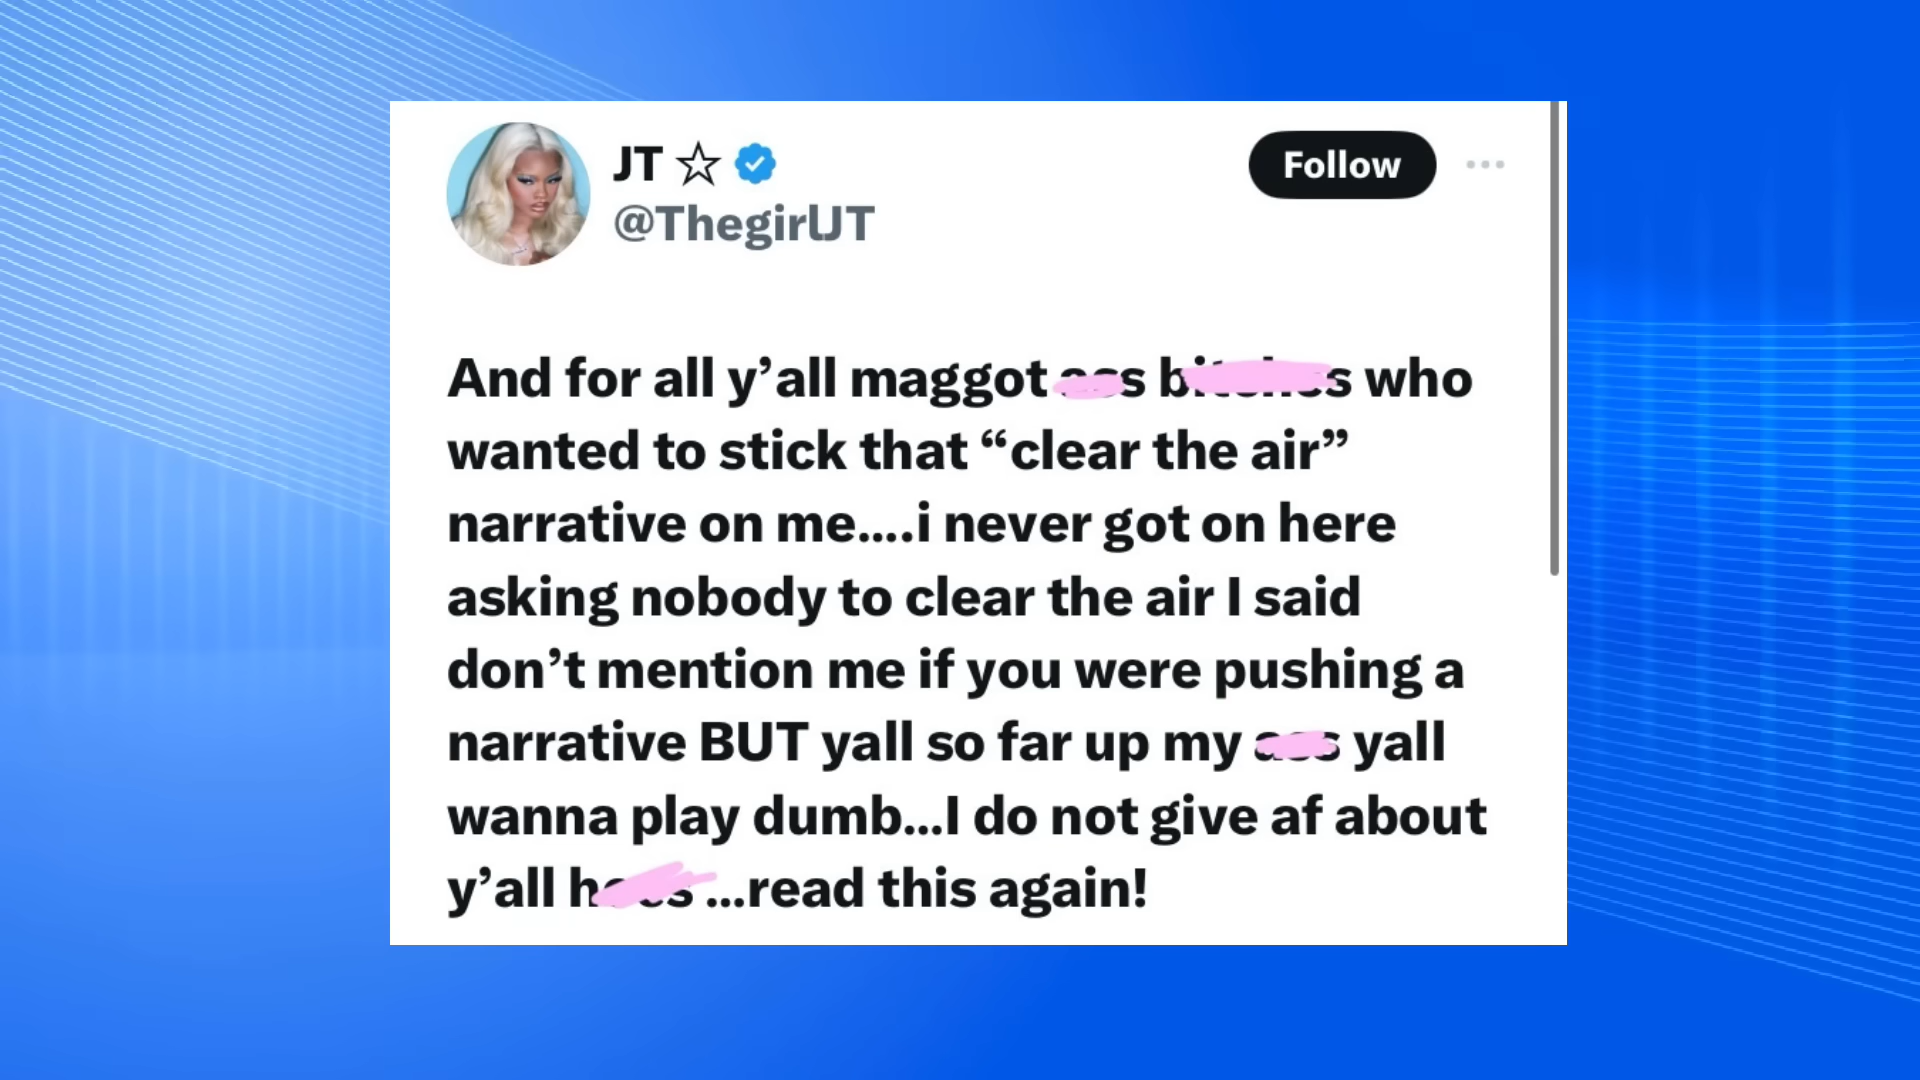 JT ☆
@ThegirlJT
Follow
And for all y’all maggot ass bitches who
wanted to stick that “clear the air”
narrative on me....i never got on here
asking nobody to clear the air I said
don’t mention me if you were pushing a
narrative BUT yall so far up my ass yall
wanna play dumb...I do not give af about
y’all ...read this again!